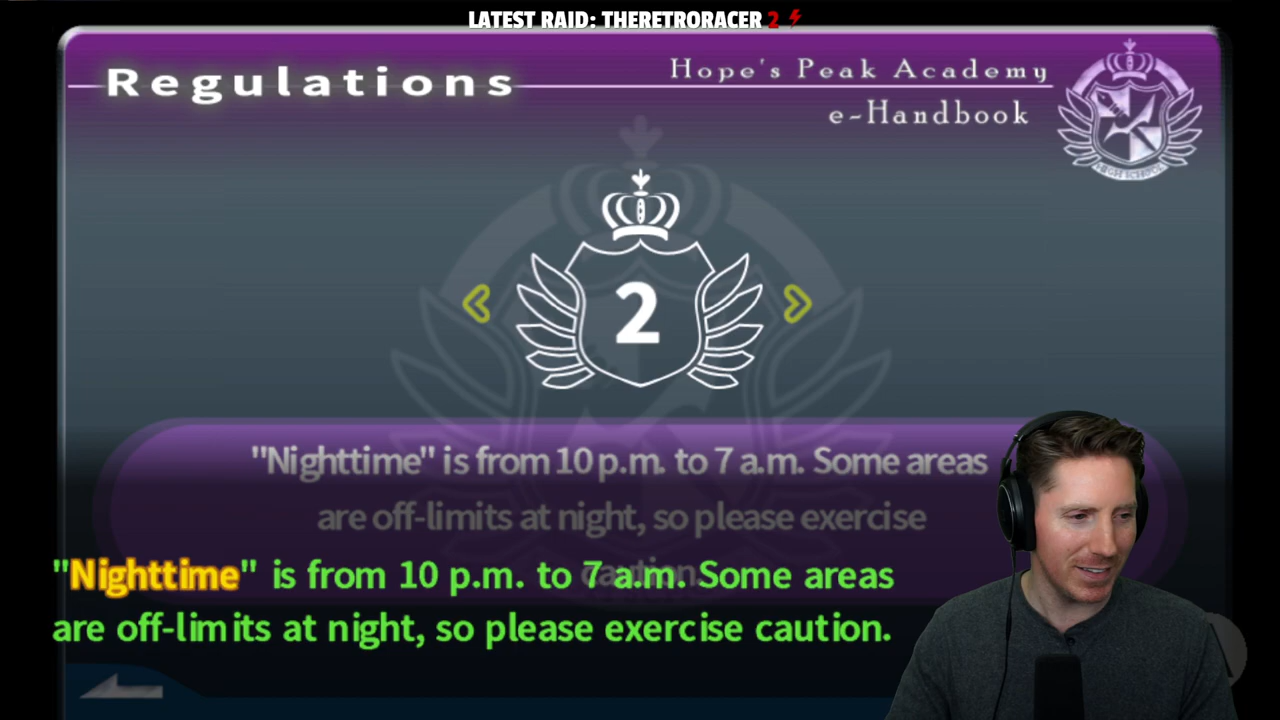 LATEST RAID: THERETRORACER 2
Regulations
Hope's Peak Academy
e-Handbook
2
"Nighttime" is from 10 p.m. to 7 a.m. Some areas
are off-limits at night, so please exercise
caution.
"Nighttime" is from 10 p.m. to 7 a.m. Some areas
are off-limits at night, so please exercise caution.